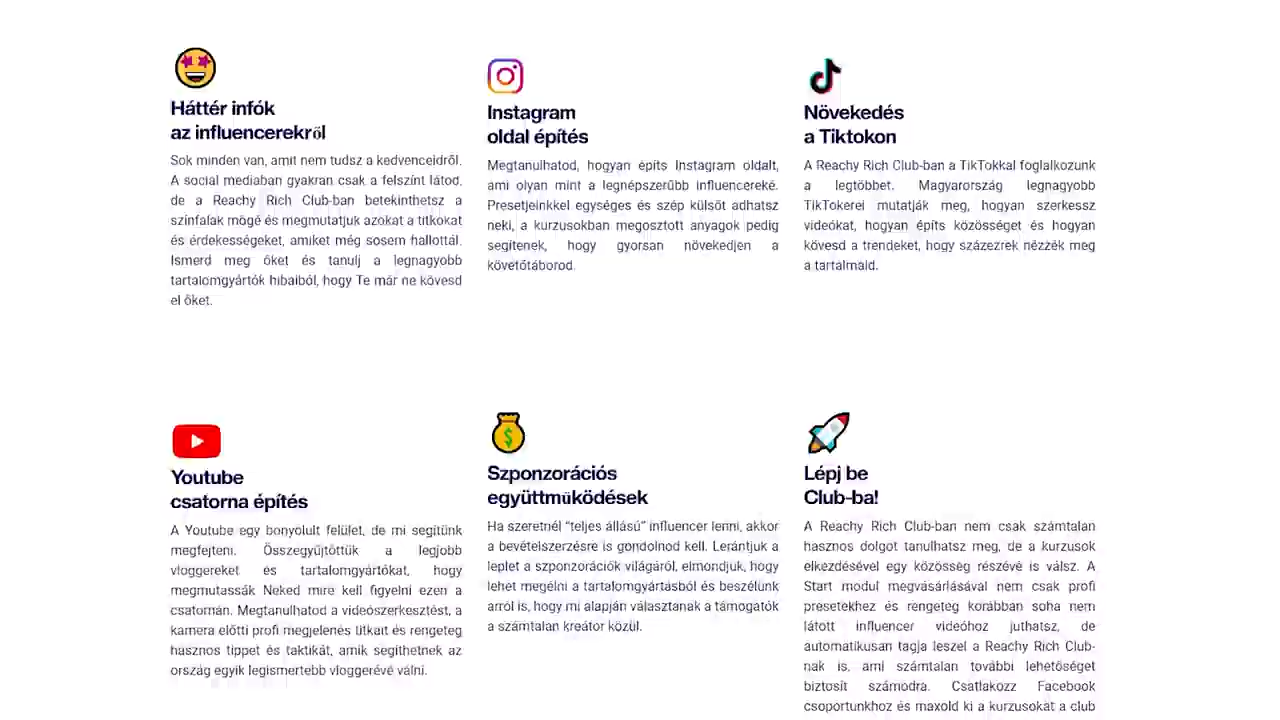 Háttér infók
az influencerekről
Sok minden van, amit nem tudsz a kedvenceidről.
A social mediaban gyakran csak a felszínt látod,
de a Reachy Rich Club-ban betekinthetsz a
színfalak mögé és megmutatjuk azokat a titkokat
és érdekességeket, amiket még sosem hallottál.
Ismerd meg őket és tanulj a legnagyobb
tartalomgyártók hibáiból, hogy Te már ne kövesd
el őket.
Instagram
oldal építés
Megtanulhatod, hogyan építs Instagram oldalt,
ami olyan mint a legnépszerűbb influencereké.
Presetjeinkkel egységes és szép külsőt adhatsz
neki, a kurzusokban megosztott anyagok pedig
segítenek, hogy gyorsan növekedjen a
követőtáborod.
Növekedés
a Tiktokon
A Reachy Rich Club-ban a TikTokkal foglalkozunk
a legtöbbet. Magyarország legnagyobb
TikTokerei mutatják meg, hogyan szerkessz
videókat, hogyan építs közösséget és hogyan
kövesd a trendeket, hogy százezrek nézzék meg
a tartalmaid.
Youtube
csatorna építés
A Youtube egy bonyolult felület, de mi segítünk
megfejteni. Összegyűjtöttük a legjobb
vloggereket és tartalomgyártókat, hogy
megmutassák Neked mire kell figyelni ezen a
csatornán. Megtanulhatod a videószerkesztést, a
kamera előtti profi megjelenés titkait és rengeteg
hasznos tippet és taktikát, amik segíthetnek az
ország egyik legismertebb vloggerévé válni.
Szponzorációs
együttműködések
Ha szeretnél "teljes állású" influencer lenni, akkor
a bevételszerzésre is gondolnod kell. Lerántjuk a
leplet a szponzorációk világáról, elmondjuk, hogy
lehet megélni a tartalomgyártásból és beszélünk
arról is, hogy mi alapján választanak a támogatók
a számtalan kreátor közül.
Lépj be
Club-ba!
A Reachy Rich Club-ban nem csak számtalan
hasznos dolgot tanulhatsz meg, de a kurzusok
elkezdésével egy közösség részévé is válsz. A
Start modul megvásárlásával nem csak profi
presetekhez és rengeteg korábban soha nem
látott influencer videóhoz juthatsz, de
automatikusan tagja leszel a Reachy Rich Club-
nak is, ami számtalan további lehetőséget
biztosít számodra. Csatlakozz Facebook
csoportunkhoz és maxold ki a kurzusokat a club